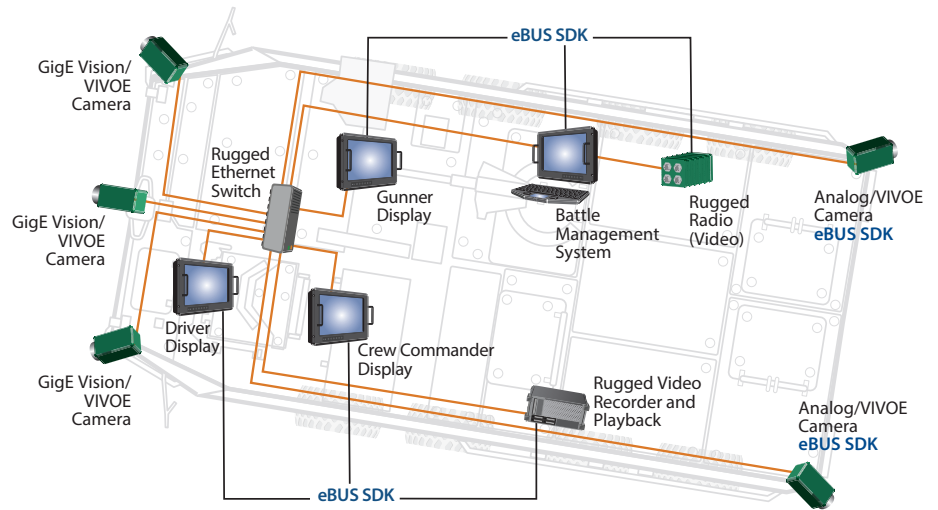 eBUS SDK
GigE Vision/
VIVOE
Camera
Rugged
Ethernet
Switch
Gunner
Display
Battle
Management
System
Rugged
Radio
(Video)
Analog/VIVOE
Camera
eBUS SDK
GigE Vision/
VIVOE
Camera
Driver
Display
Crew Commander
Display
GigE Vision/
VIVOE
Camera
Rugged Video
Recorder and
Playback
Analog/VIVOE
Camera
eBUS SDK
eBUS SDK